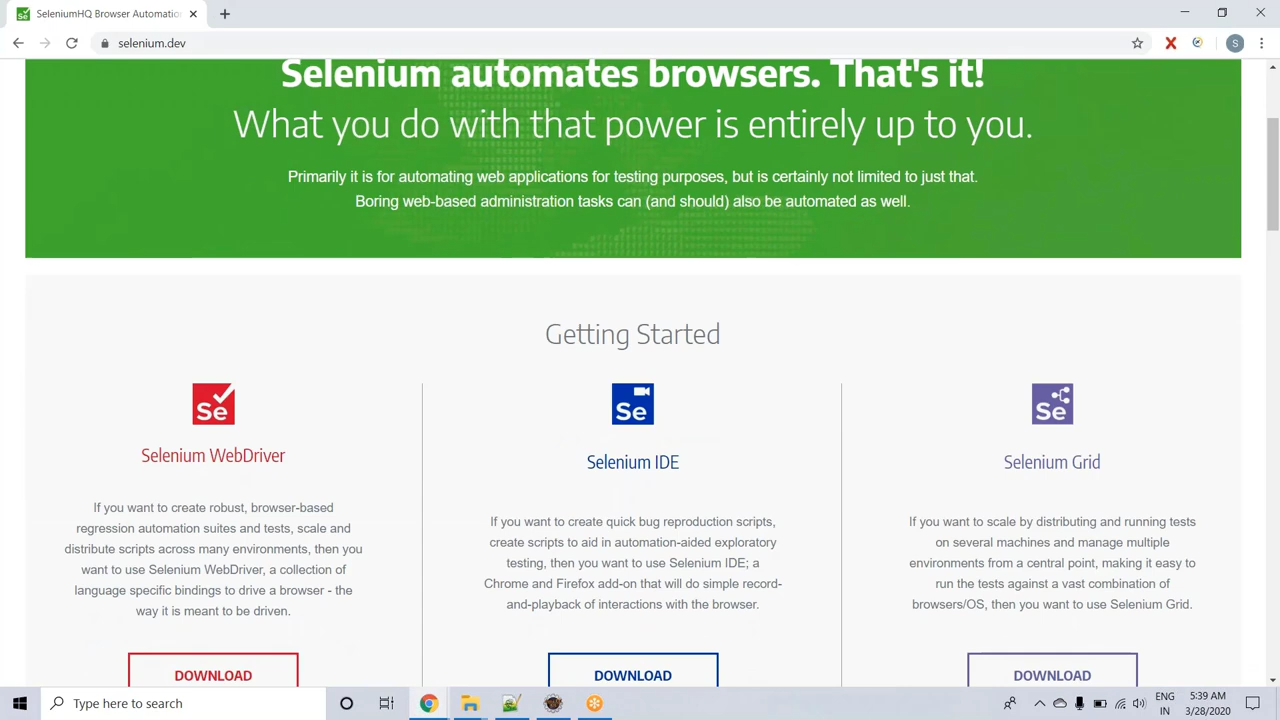 SeleniumHQ Browser Automation
selenium.dev
S
Selenium automates browsers. That's it!
What you do with that power is entirely up to you.
Primarily it is for automating web applications for testing purposes, but is certainly not limited to just that.
Boring web-based administration tasks can (and should) also be automated as well.
Getting Started
Se
Selenium WebDriver
If you want to create robust, browser-based
regression automation suites and tests, scale and
distribute scripts across many environments, then you
want to use Selenium WebDriver, a collection of
language specific bindings to drive a browser - the
way it is meant to be driven.
DOWNLOAD
Se
Selenium IDE
If you want to create quick bug reproduction scripts,
create scripts to aid in automation-aided exploratory
testing, then you want to use Selenium IDE; a
Chrome and Firefox add-on that will do simple record-
and-playback of interactions with the browser.
DOWNLOAD
Se
Selenium Grid
If you want to scale by distributing and running tests
on several machines and manage multiple
environments from a central point, making it easy to
run the tests against a vast combination of
browsers/OS, then you want to use Selenium Grid.
DOWNLOAD
Type here to search
ENG
IN
5:39 AM
3/28/2020